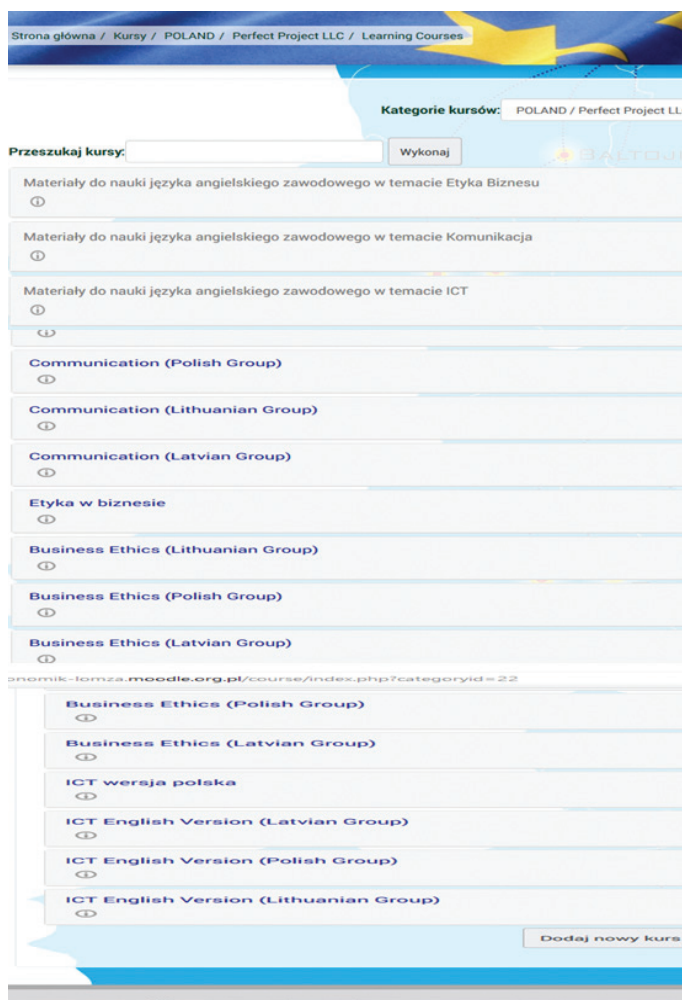 Strona główna / Kursy / POLAND / Perfect Project LLC / Learning Courses
Kategorie kursów: POLAND / Perfect Project LL
Przeszukaj kursy: Wykonaj
BALTOJI
Materiały do nauki języka angielskiego zawodowego w temacie Etyka Biznesu
Materiały do nauki języka angielskiego zawodowego w temacie Komunikacja
Materiały do nauki języka angielskiego zawodowego w temacie ICT
Communication (Polish Group)
Communication (Lithuanian Group)
Communication (Latvian Group)
Etyka w biznesie
Business Ethics (Lithuanian Group)
Business Ethics (Polish Group)
Business Ethics (Latvian Group)
onomik-lomza.moodle.org.pl/course/index.php?categoryid=22
Business Ethics (Polish Group)
Business Ethics (Latvian Group)
ICT wersja polska
ICT English Version (Latvian Group)
ICT English Version (Polish Group)
ICT English Version (Lithuanian Group)
Dodaj nowy kurs